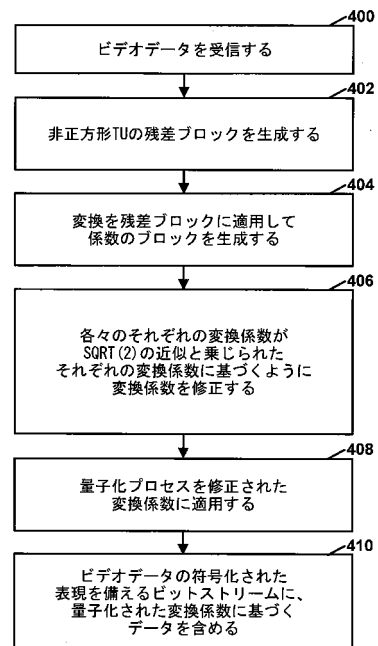 400
ビデオデータを受信する
402
非正方形TUの残差ブロックを生成する
404
変換を残差ブロックに適用して
係数のブロックを生成する
406
各々のそれぞれの変換係数が
SQRT(2)の近似と乗じられた
それぞれの変換係数に基づくように
変換係数を修正する
408
量子化プロセスを修正された
変換係数に適用する
410
ビデオデータの符号化された
表現を備えるビットストリームに、
量子化された変換係数に基づく
データを含める